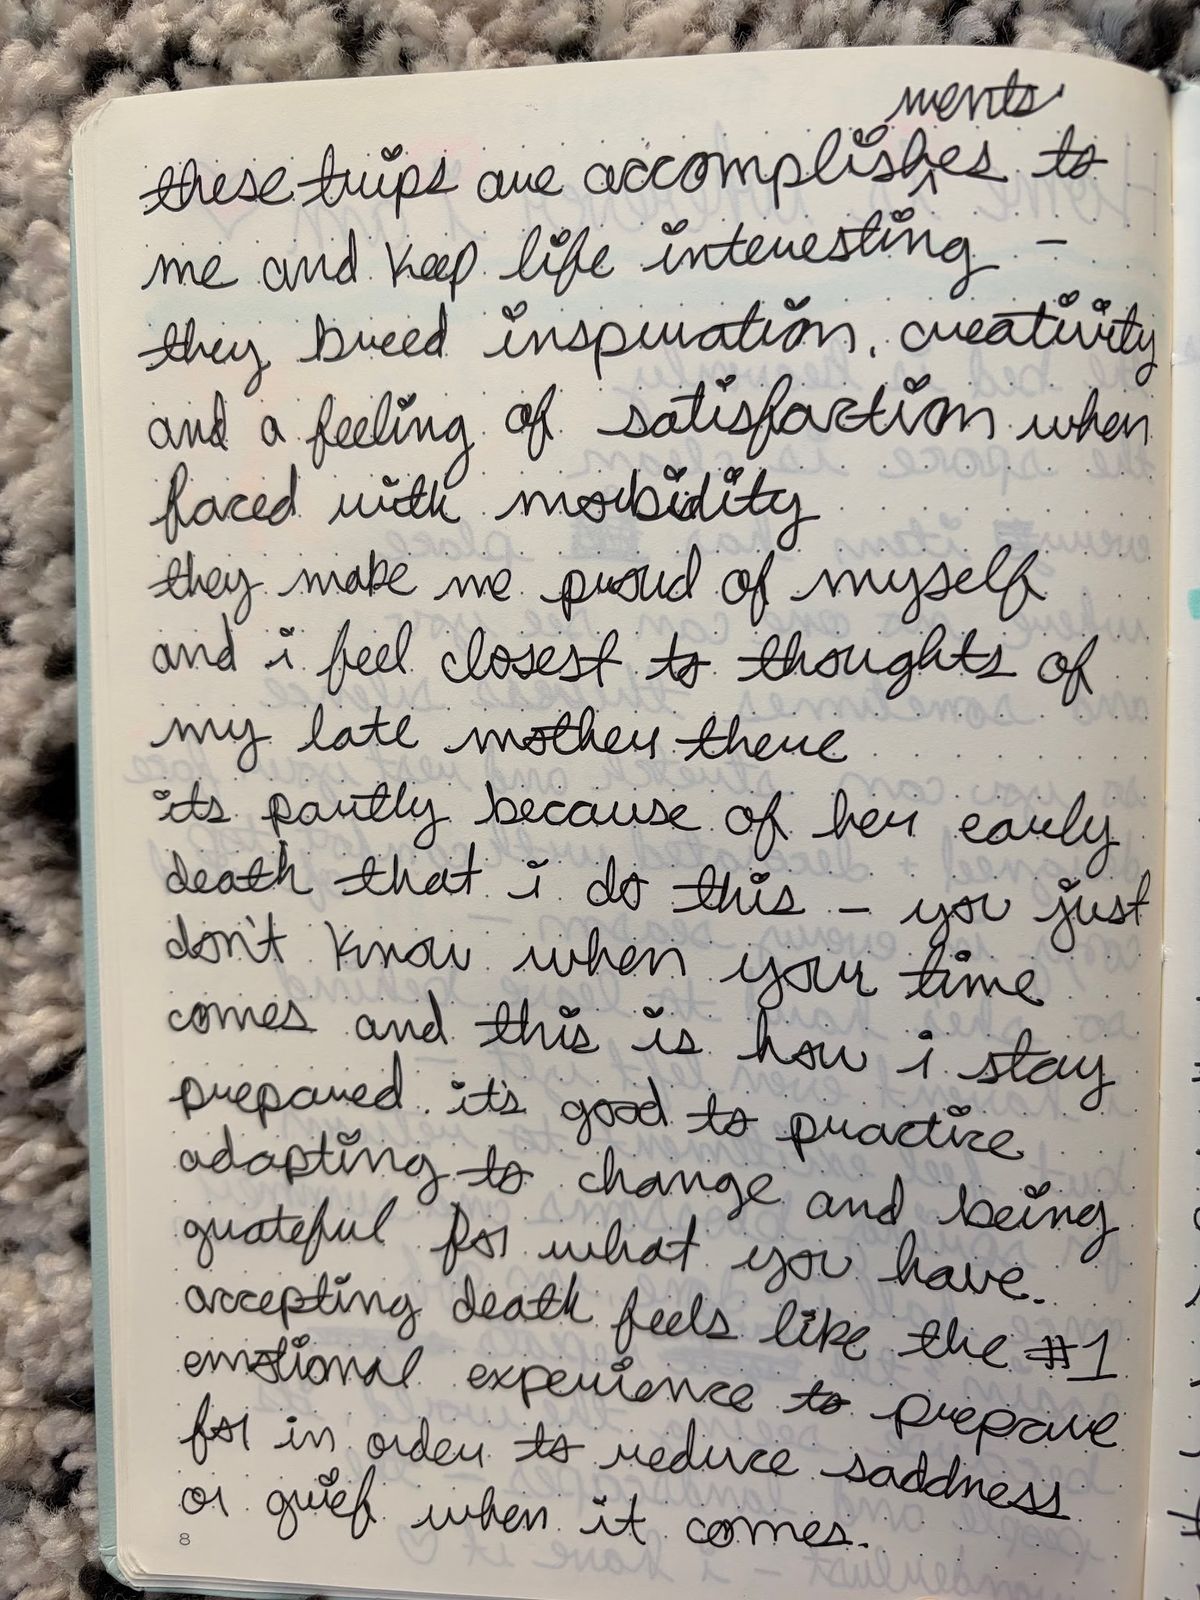 ments
these trips are accomplishes to
me and keep life interesting –
they breed inspiration, creativity
and a feeling of satisfaction when
faced with morbidity
they make me proud of myself
and i feel closest to thoughts of
my late mother there
its partly because of her early
death that i do this – you just
don't know when your time
comes and this is how i stay
prepared. it's good to practice
adapting to change and being
grateful for what you have.
accepting death feels like the #1
emotional experience to prepare
for in order to reduce saddness
or grief when it comes.
8